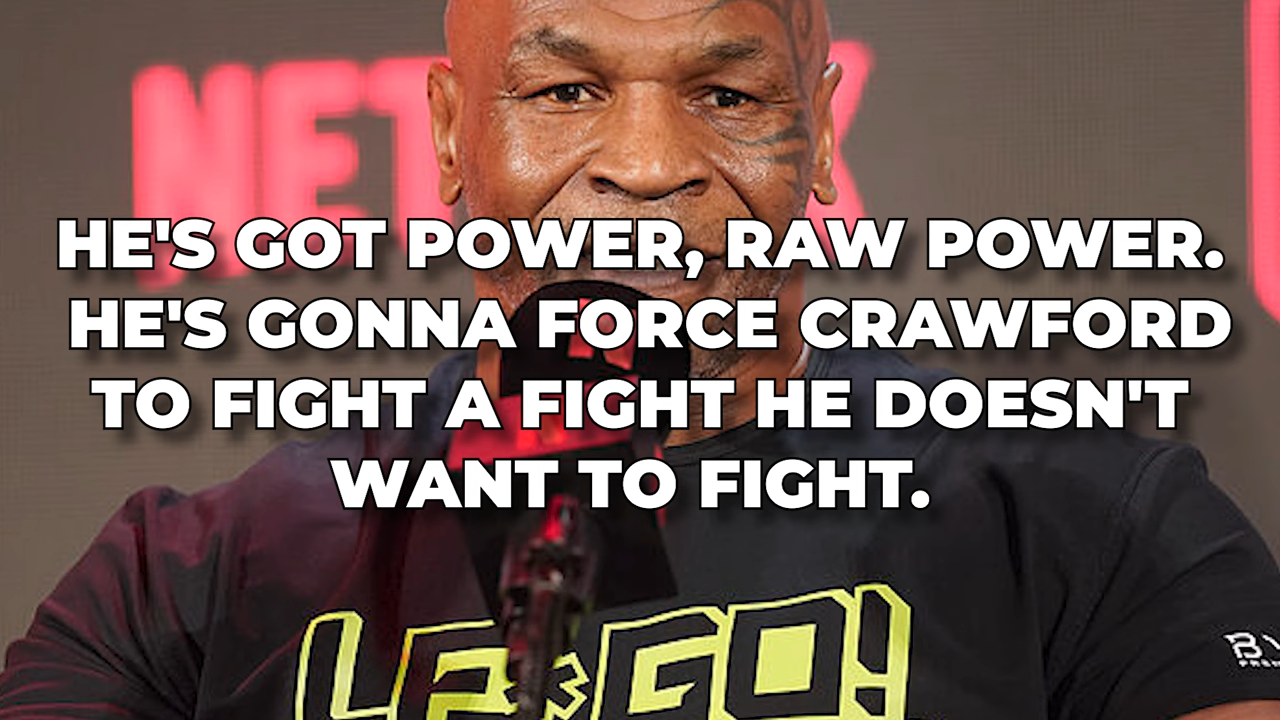 HE'S GOT POWER, RAW POWER.
HE'S GONNA FORCE CRAWFORD
TO FIGHT A FIGHT HE DOESN'T
WANT TO FIGHT.